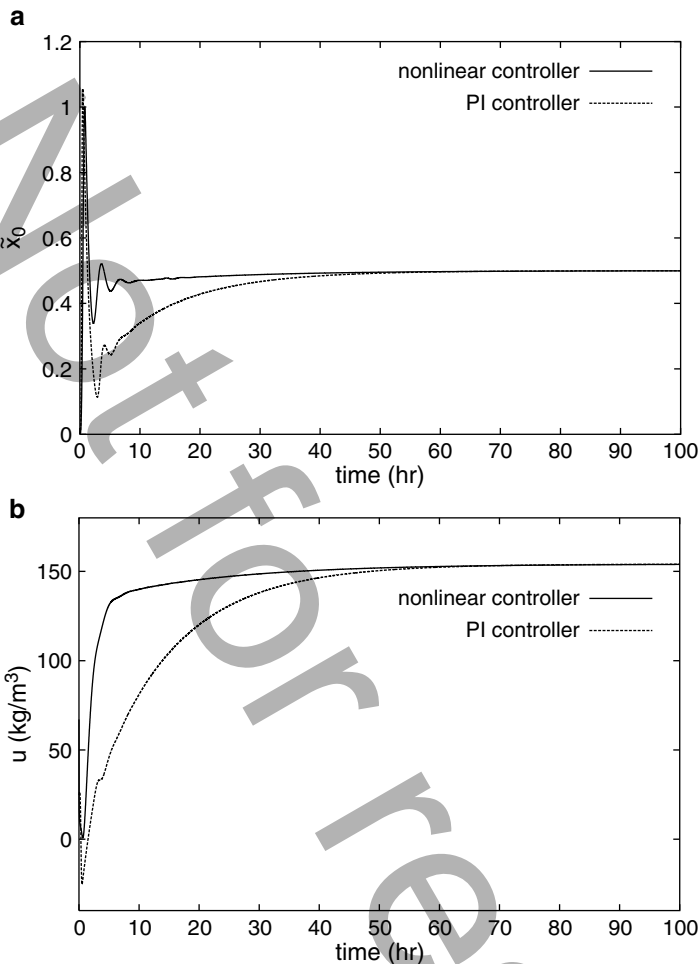 a
1.2
1
0.8
0.6
0.4
0.2
0
x̃₀
nonlinear controller
PI controller
0 10 20 30 40 50 60 70 80 90 100
time (hr)
b
150
100
50
0
u (kg/m³)
nonlinear controller
PI controller
0 10 20 30 40 50 60 70 80 90 100
time (hr)
Not for re